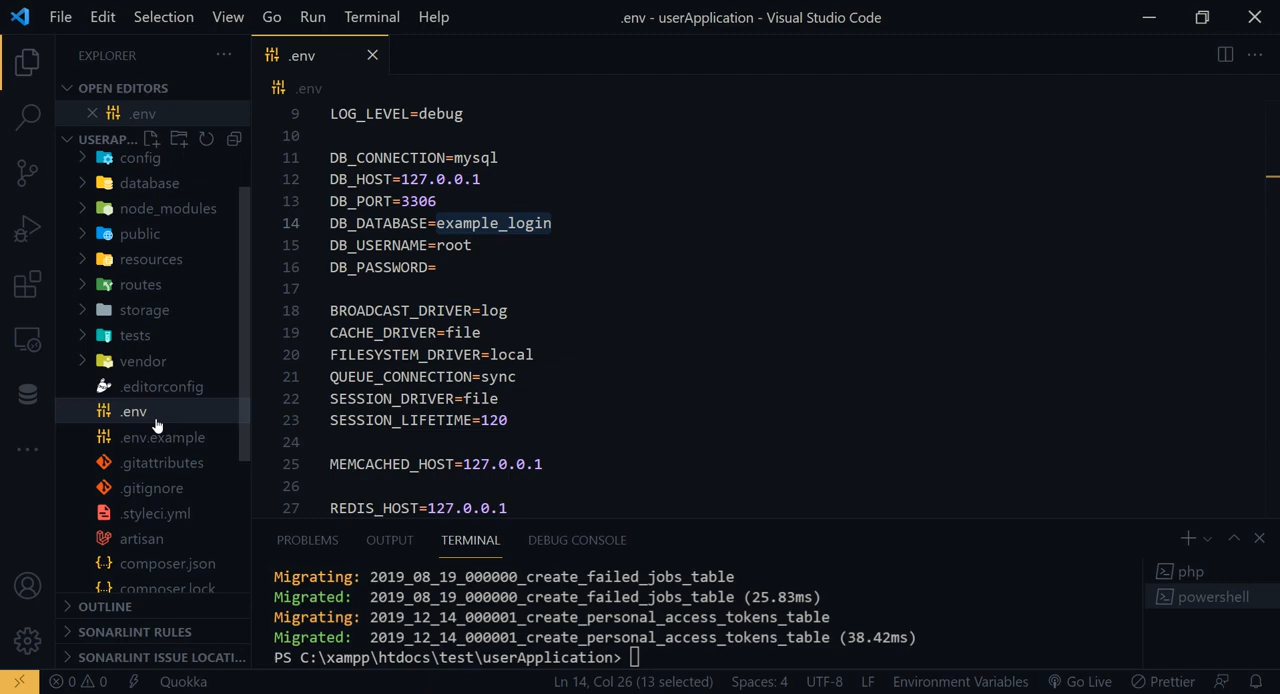 File Edit Selection View Go Run Terminal Help
.env - userApplication - Visual Studio Code
EXPLORER
OPEN EDITORS
.env
USERAP...
config
database
node_modules
public
resources
routes
storage
tests
vendor
.editorconfig
.env
.env.example
.gitattributes
.gitignore
.styleci.yml
artisan
composer.json
composer.lock
OUTLINE
SONARLINT RULES
SONARLINT ISSUE LOCATI...
.env
.env
9 LOG_LEVEL=debug
10
11 DB_CONNECTION=mysql
12 DB_HOST=127.0.0.1
13 DB_PORT=3306
14 DB_DATABASE=example_login
15 DB_USERNAME=root
16 DB_PASSWORD=
17
18 BROADCAST_DRIVER=log
19 CACHE_DRIVER=file
20 FILESYSTEM_DRIVER=local
21 QUEUE_CONNECTION=sync
22 SESSION_DRIVER=file
23 SESSION_LIFETIME=120
24
25 MEMCACHED_HOST=127.0.0.1
26
27 REDIS_HOST=127.0.0.1
PROBLEMS OUTPUT TERMINAL DEBUG CONSOLE
Migrating: 2019_08_19_000000_create_failed_jobs_table
Migrated: 2019_08_19_000000_create_failed_jobs_table (25.83ms)
Migrating: 2019_12_14_000001_create_personal_access_tokens_table
Migrated: 2019_12_14_000001_create_personal_access_tokens_table (38.42ms)
PS C:\xampp\htdocs\test\userApplication>
php
powershell
0 0 Quokka Ln 14, Col 26 (13 selected) Spaces: 4 UTF-8 LF Environment Variables Go Live Prettier